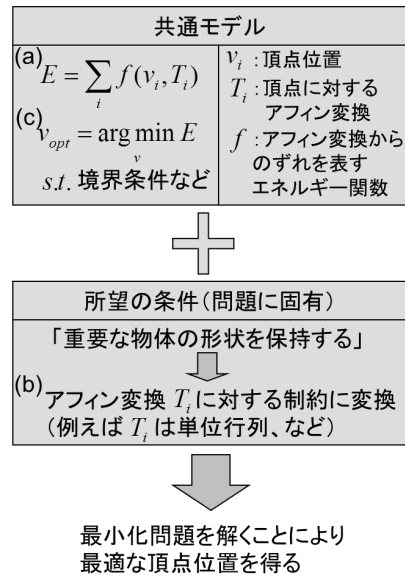 共通モデル
(a) E = ∑_i f(v_i, T_i)
(c) v_opt = arg min_v E
s.t. 境界条件など
v_i :頂点位置
T_i :頂点に対する
アフィン変換
f :アフィン変換から
のずれを表す
エネルギー関数
所望の条件(問題に固有)
「重要な物体の形状を保持する」
(b) アフィン変換 T_i に対する制約に変換
(例えば T_i は単位行列、など)
最小化問題を解くことにより
最適な頂点位置を得る